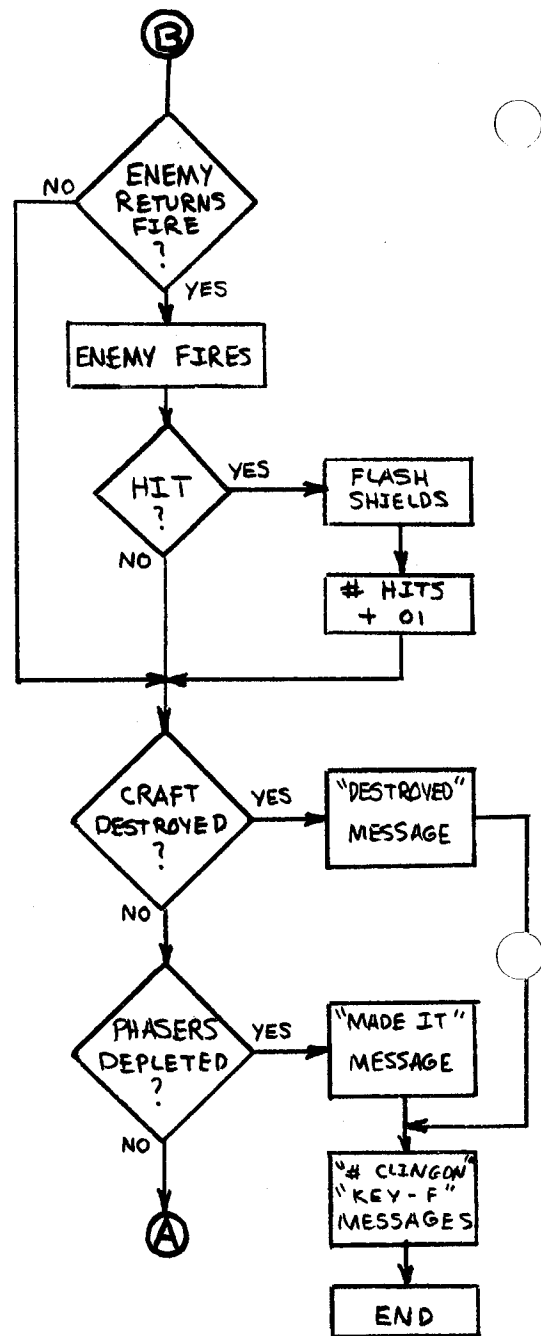 B
ENEMY
RETURNS
FIRE
?
NO
YES
ENEMY FIRES
HIT
?
YES
NO
FLASH
SHIELDS
# HITS
+ 01
CRAFT
DESTROYED
?
YES
NO
"DESTROYED"
MESSAGE
PHASERS
DEPLETED
?
YES
NO
"MADE IT"
MESSAGE
"# CLINGON"
"KEY-F"
MESSAGES
A
END